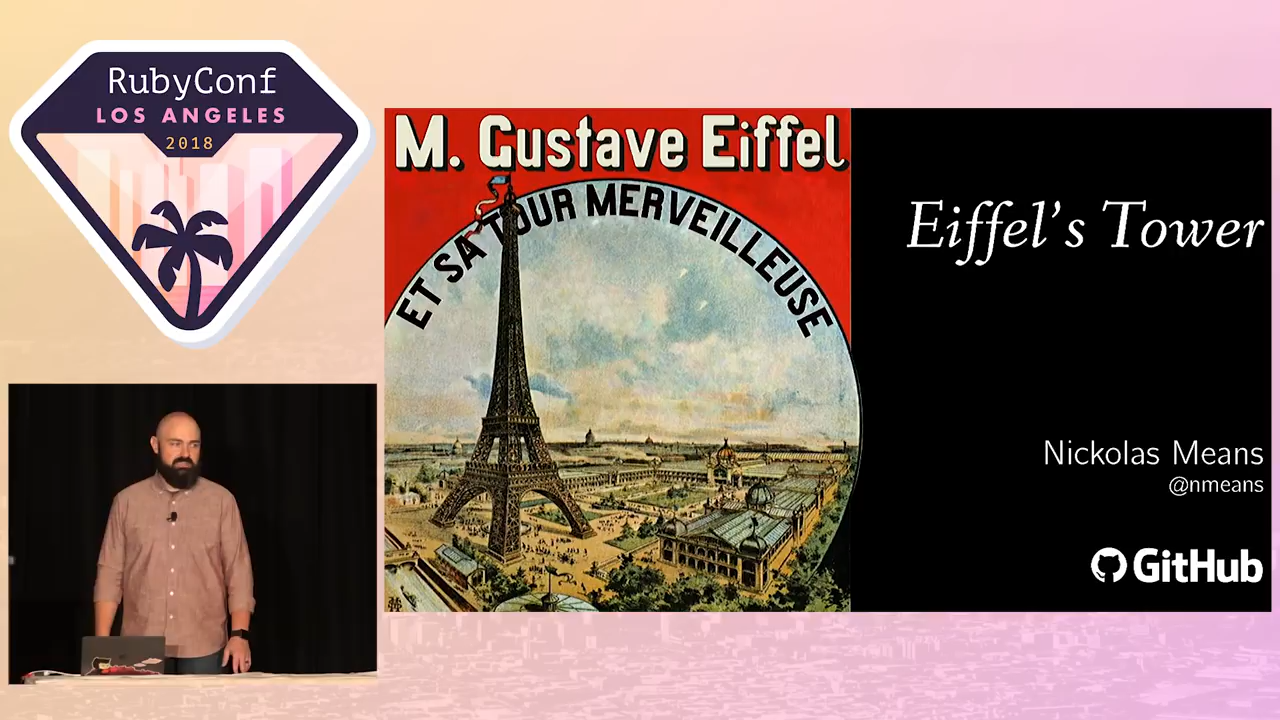 RubyConf
LOS ANGELES
2018
M. Gustave Eiffel
ET SA TOUR MERVEILLEUSE
Eiffel's Tower
Nickolas Means
@nmeans
GitHub